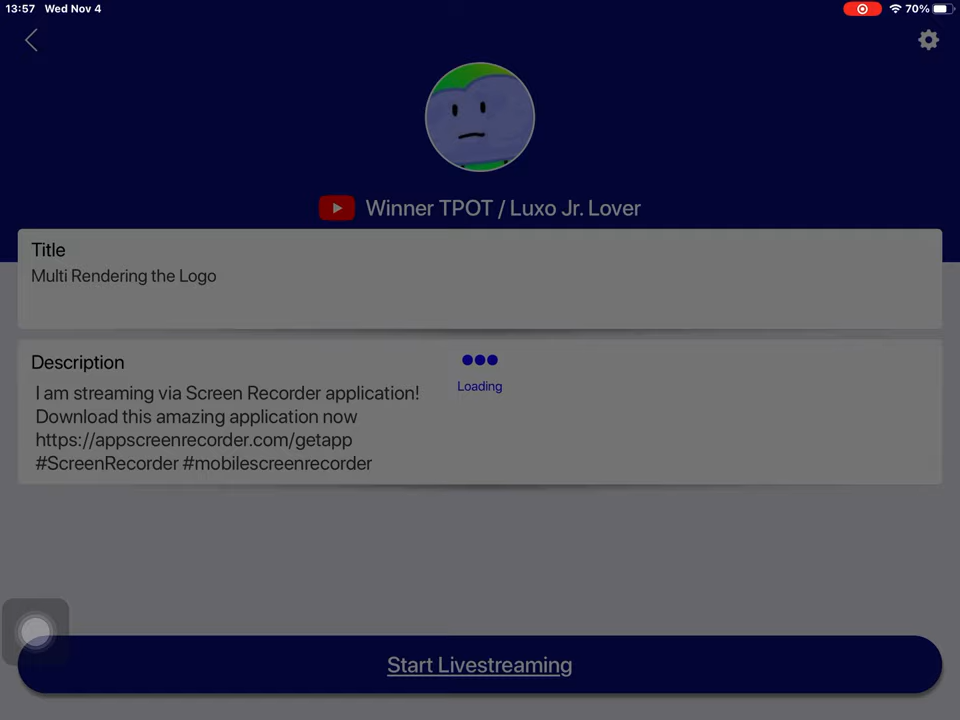 13:57 Wed Nov 4
70%
Winner TPOT / Luxo Jr. Lover
Title
Multi Rendering the Logo
Description
I am streaming via Screen Recorder application!
Download this amazing application now
https://appscreenrecorder.com/getapp
#ScreenRecorder #mobilescreenrecorder
Loading
Start Livestreaming